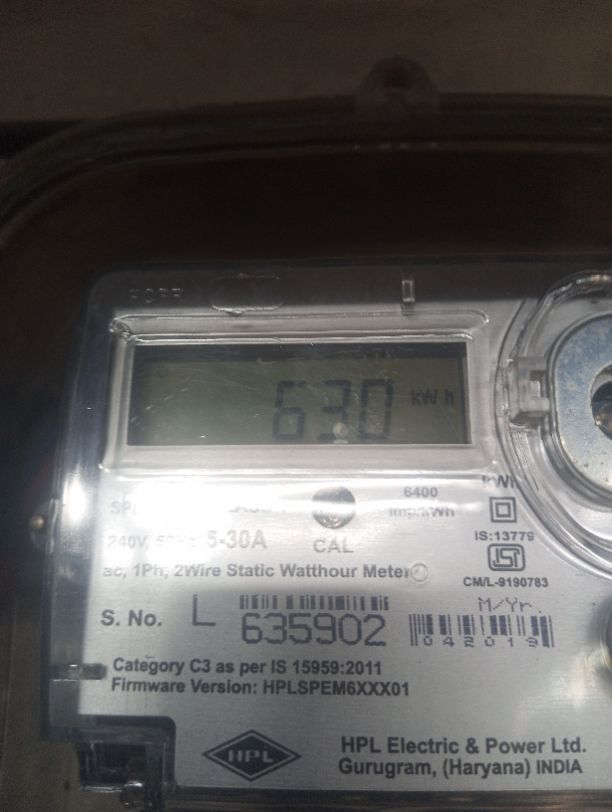 630 kWh
6400
imp/kWh
240V, 5-30A
CAL
IS:13779
ac, 1Ph, 2Wire Static Watthour Meter
CM/L-9190783
M/Yr.
S. No. L 635902
042019
Category C3 as per IS 15959:2011
Firmware Version: HPLSPEM6XXX01
HPL
HPL Electric & Power Ltd.
Gurugram, (Haryana) INDIA